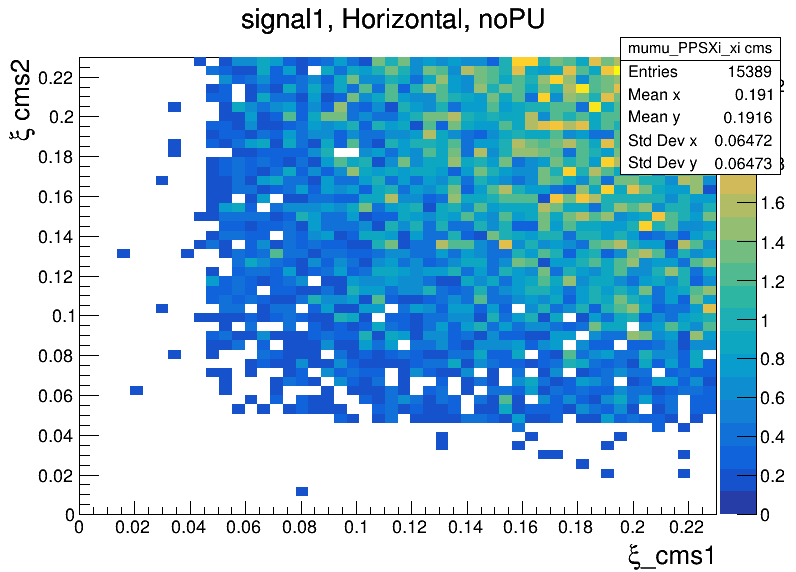 signal1, Horizontal, noPU
mumu_PPSXi_xi cms
Entries 15389
Mean x 0.191
Mean y 0.1916
Std Dev x 0.06472
Std Dev y 0.06473
ξ cms2
0.22
0.2
0.18
0.16
0.14
0.12
0.1
0.08
0.06
0.04
0.02
0
0 0.02 0.04 0.06 0.08 0.1 0.12 0.14 0.16 0.18 0.2 0.22
ξ_cms1
1.6
1.4
1.2
1
0.8
0.6
0.4
0.2
0